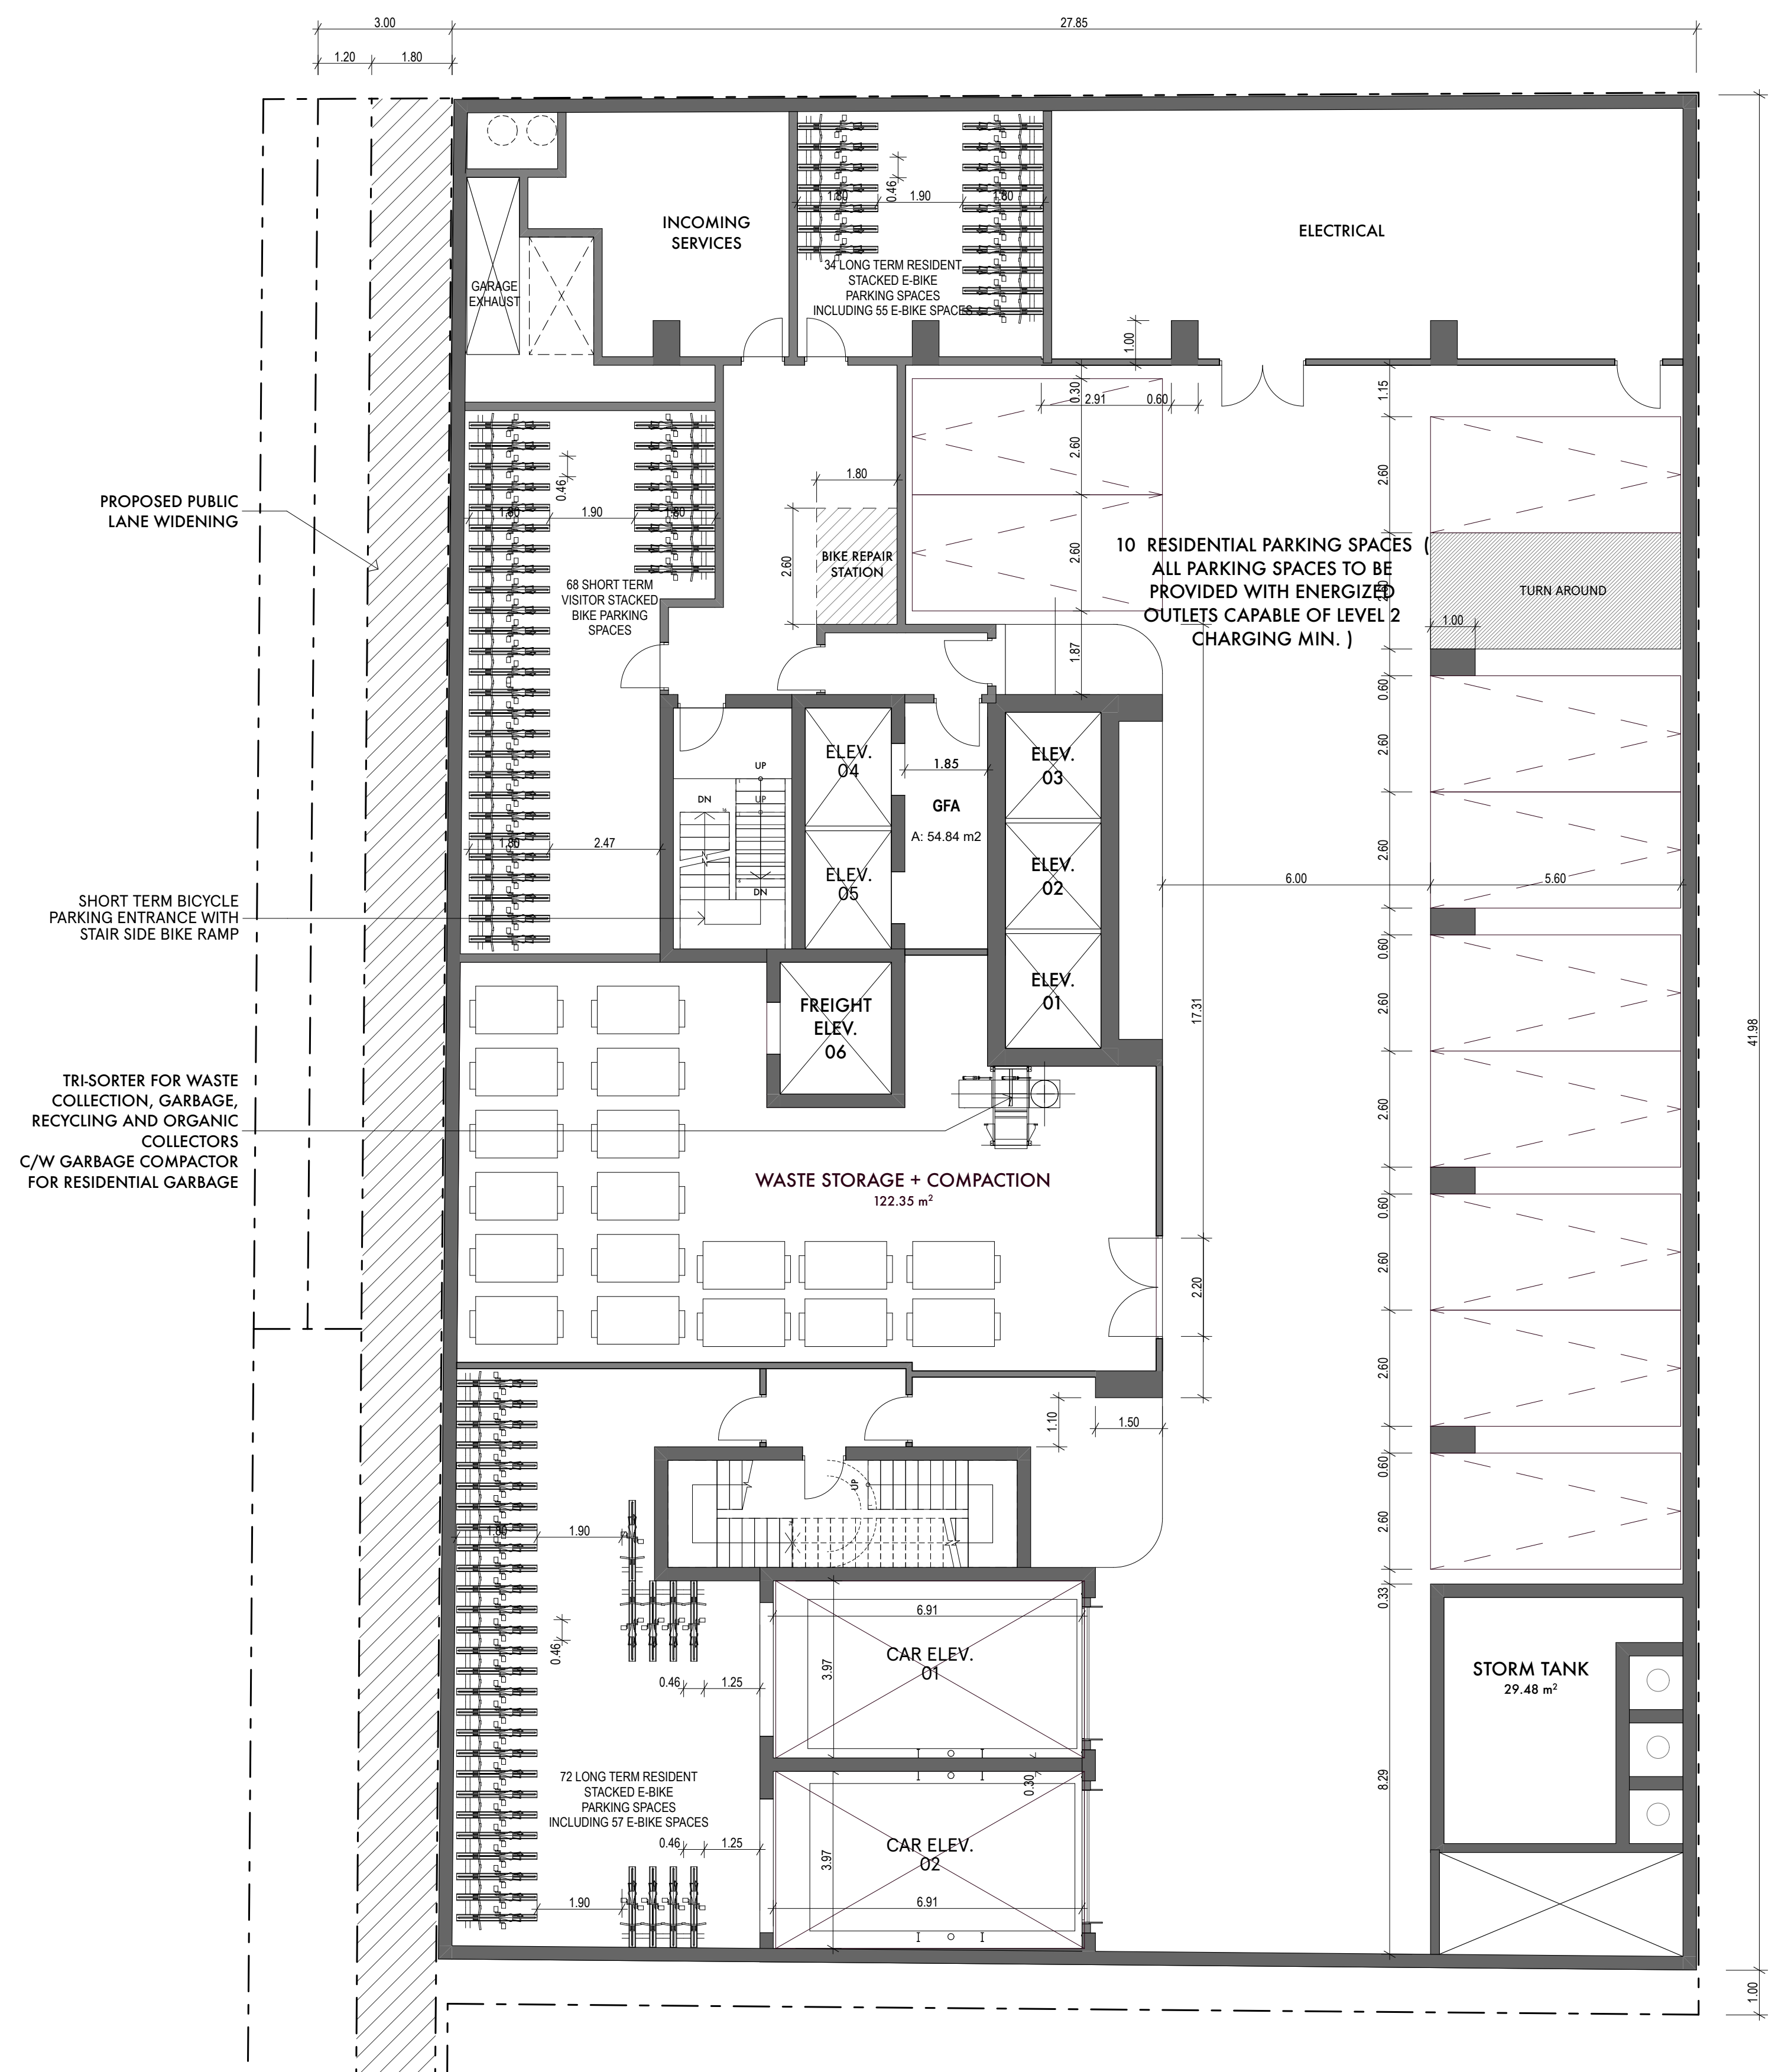 3.00
27.85
1.20
1.80
INCOMING
SERVICES
1.80
0.46
1.90
1.80
ELECTRICAL
GARAGE
EXHAUST
34 LONG TERM RESIDENT
STACKED E-BIKE
PARKING SPACES
INCLUDING 55 E-BIKE SPACES
1.00
0.30
2.91
0.60
1.15
2.60
2.60
PROPOSED PUBLIC
LANE WIDENING
0.46
1.80
1.90
1.80
1.80
2.60
BIKE REPAIR
STATION
2.60
10 RESIDENTIAL PARKING SPACES (
ALL PARKING SPACES TO BE
PROVIDED WITH ENERGIZED
OUTLETS CAPABLE OF LEVEL 2
CHARGING MIN. )
2.60
TURN AROUND
1.00
68 SHORT TERM
VISITOR STACKED
BIKE PARKING
SPACES
1.87
0.60
2.60
ELEV.
04
1.85
ELEV.
03
UP
DN
UP
GFA
A: 54.84 m2
1.80
2.47
2.60
ELEV.
05
ELEV.
02
DN
6.00
5.60
SHORT TERM BICYCLE
PARKING ENTRANCE WITH
STAIR SIDE BIKE RAMP
0.60
FREIGHT
ELEV.
06
ELEV.
01
17.31
2.60
41.98
TRI-SORTER FOR WASTE
COLLECTION, GARBAGE,
RECYCLING AND ORGANIC
COLLECTORS
C/W GARBAGE COMPACTOR
FOR RESIDENTIAL GARBAGE
2.60
WASTE STORAGE + COMPACTION
122.35 m²
0.60
2.60
2.20
2.60
1.10
1.50
0.60
UP
1.80
1.90
2.60
0.33
6.91
0.46
CAR ELEV.
01
3.97
0.46
1.25
STORM TANK
29.48 m²
72 LONG TERM RESIDENT
STACKED E-BIKE
PARKING SPACES
INCLUDING 57 E-BIKE SPACES
0.30
8.29
0.46
1.25
CAR ELEV.
02
3.97
1.90
6.91
1.00